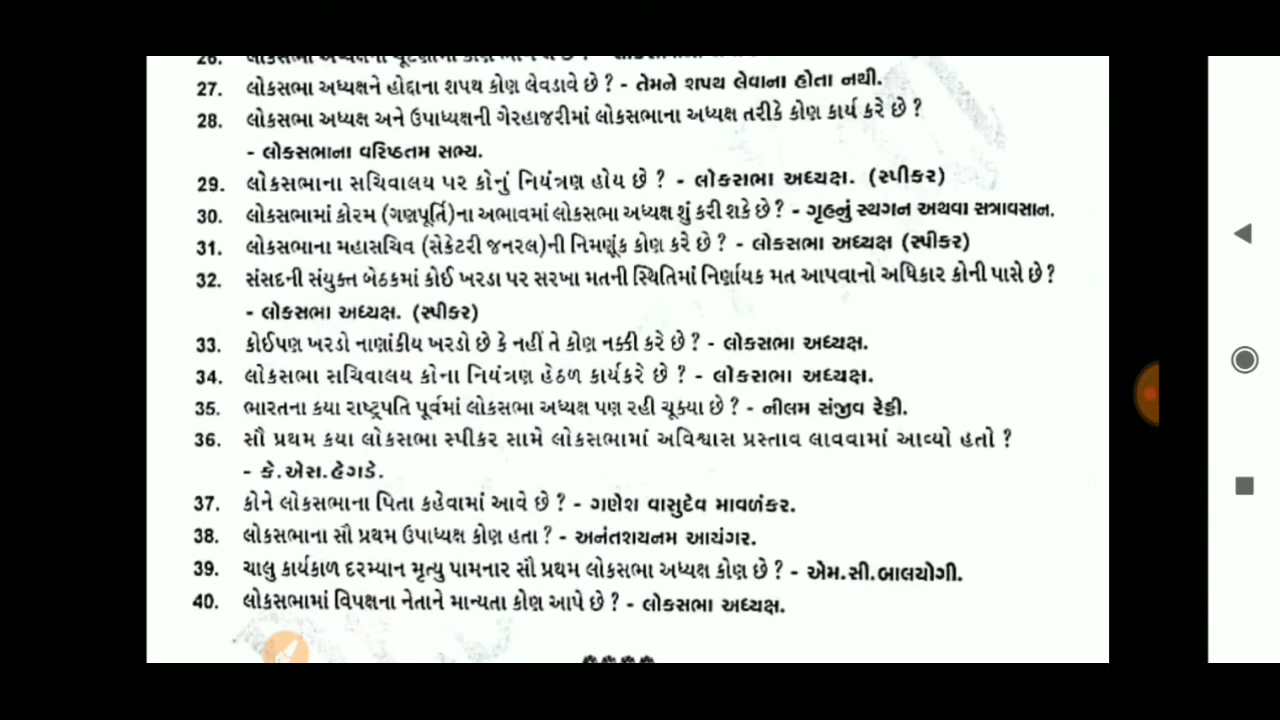 27. લોકસભા અધ્યક્ષને હોદ્દાના શપથ કોણ લેવડાવે છે ? - તેમને શપથ લેવાના હોતા નથી.
28. લોકસભા અધ્યક્ષ અને ઉપાધ્યક્ષની ગેરહાજરીમાં લોકસભાના અધ્યક્ષ તરીકે કોણ કાર્ય કરે છે ?
- લોકસભાના વરિષ્ઠતમ સભ્ય.
29. લોકસભાના સચિવાલય પર કોનું નિયંત્રણ હોય છે ? - લોકસભા અધ્યક્ષ. (સ્પીકર)
30. લોકસભામાં કોરમ (ગણપૂર્તિ)ના અભાવમાં લોકસભા અધ્યક્ષ શું કરી શકે છે ? - ગૃહનું સ્થગન અથવા સત્રાવસાન.
31. લોકસભાના મહાસચિવ (સેકેટરી જનરલ)ની નિમણૂંક કોણ કરે છે ? - લોકસભા અધ્યક્ષ (સ્પીકર)
32. સંસદની સંયુક્ત બેઠકમાં કોઈ ખરડા પર સરખા મતની સ્થિતિમાં નિર્ણાયક મત આપવાનો અધિકાર કોની પાસે છે ?
- લોકસભા અધ્યક્ષ. (સ્પીકર)
33. કોઈપણ ખરડો નાણાંકીય ખરડો છે કે નહીં તે કોણ નક્કી કરે છે ? - લોકસભા અધ્યક્ષ.
34. લોકસભા સચિવાલય કોના નિયંત્રણ હેઠળ કાર્યકરે છે ? - લોકસભા અધ્યક્ષ.
35. ભારતના કયા રાષ્ટ્રપતિ પૂર્વમાં લોકસભા અધ્યક્ષ પણ રહી ચૂક્યા છે ? - નીલમ સંજીવ રેડ્ડી.
36. સૌ પ્રથમ કયા લોકસભા સ્પીકર સામે લોકસભામાં અવિશ્વાસ પ્રસ્તાવ લાવવામાં આવ્યો હતો ?
- કે.એસ.હેગડે.
37. કોને લોકસભાના પિતા કહેવામાં આવે છે ? - ગણેશ વાસુદેવ માવળંકર.
38. લોકસભાના સૌ પ્રથમ ઉપાધ્યક્ષ કોણ હતા ? - અનંતશયનમ આયંગર.
39. ચાલુ કાર્યકાળ દરમ્યાન મૃત્યુ પામનાર સૌ પ્રથમ લોકસભા અધ્યક્ષ કોણ છે ? - એમ.સી.બાલયોગી.
40. લોકસભામાં વિપક્ષના નેતાને માન્યતા કોણ આપે છે ? - લોકસભા અધ્યક્ષ.